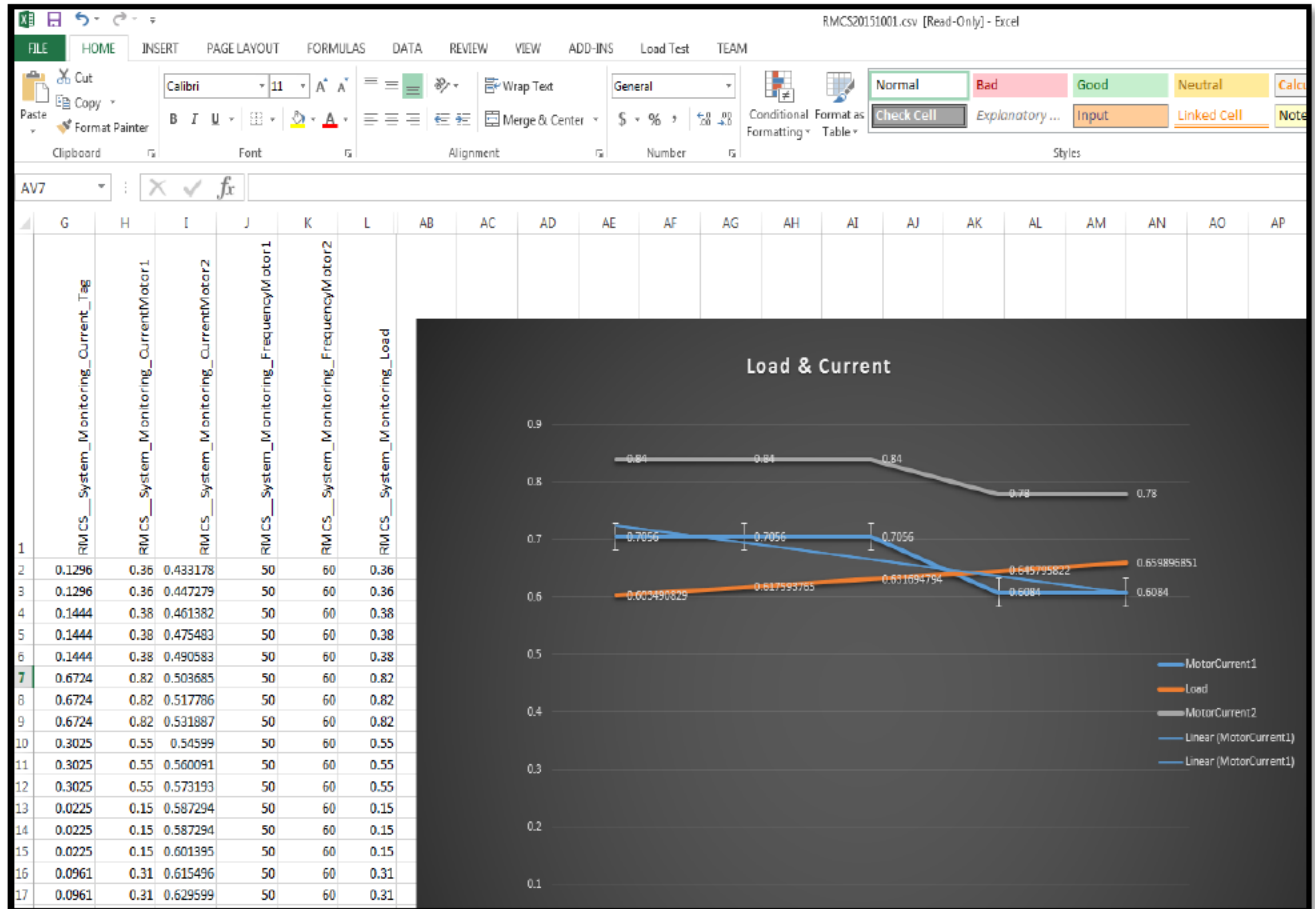 RMCS20151001.csv [Read-Only] - Excel
FILE HOME INSERT PAGE LAYOUT FORMULAS DATA REVIEW VIEW ADD-INS Load Test TEAM
Cut
Copy
Format Painter
Paste
Calibri 11
B I U
Wrap Text
Merge & Center
General
$ % ,
Conditional Formatting
Format as Table
Normal Bad Good Neutral Calcu
Check Cell Explanatory ... Input Linked Cell Note
Clipboard Font Alignment Number Styles
AV7 fx
G H I J K L AB AC AD AE AF AG AH AI AJ AK AL AM AN AO AP
1
RMCS__System_Monitoring_Current_Tag
RMCS__System_Monitoring_CurrentMotor1
RMCS__System_Monitoring_CurrentMotor2
RMCS__System_Monitoring_FrequencyMotor1
RMCS__System_Monitoring_FrequencyMotor2
RMCS__System_Monitoring_Load
2 0.1296 0.36 0.433178 50 60 0.36
3 0.1296 0.36 0.447279 50 60 0.36
4 0.1444 0.38 0.461382 50 60 0.38
5 0.1444 0.38 0.475483 50 60 0.38
6 0.1444 0.38 0.490583 50 60 0.38
7 0.6724 0.82 0.503685 50 60 0.82
8 0.6724 0.82 0.517786 50 60 0.82
9 0.6724 0.82 0.531887 50 60 0.82
10 0.3025 0.55 0.54599 50 60 0.55
11 0.3025 0.55 0.560091 50 60 0.55
12 0.3025 0.55 0.573193 50 60 0.55
13 0.0225 0.15 0.587294 50 60 0.15
14 0.0225 0.15 0.587294 50 60 0.15
15 0.0225 0.15 0.601395 50 60 0.15
16 0.0961 0.31 0.615496 50 60 0.31
17 0.0961 0.31 0.629599 50 60 0.31
Load & Current
0.9
0.84 0.84 0.84
0.8
0.78 0.78
0.7
0.7056 0.7056 0.7056
0.603490829 0.617593765 0.631694794 0.645795822 0.659896851
0.6
0.6084 0.6084
0.5
0.4
0.3
0.2
0.1
MotorCurrent1
Load
MotorCurrent2
Linear (MotorCurrent1)
Linear (MotorCurrent1)